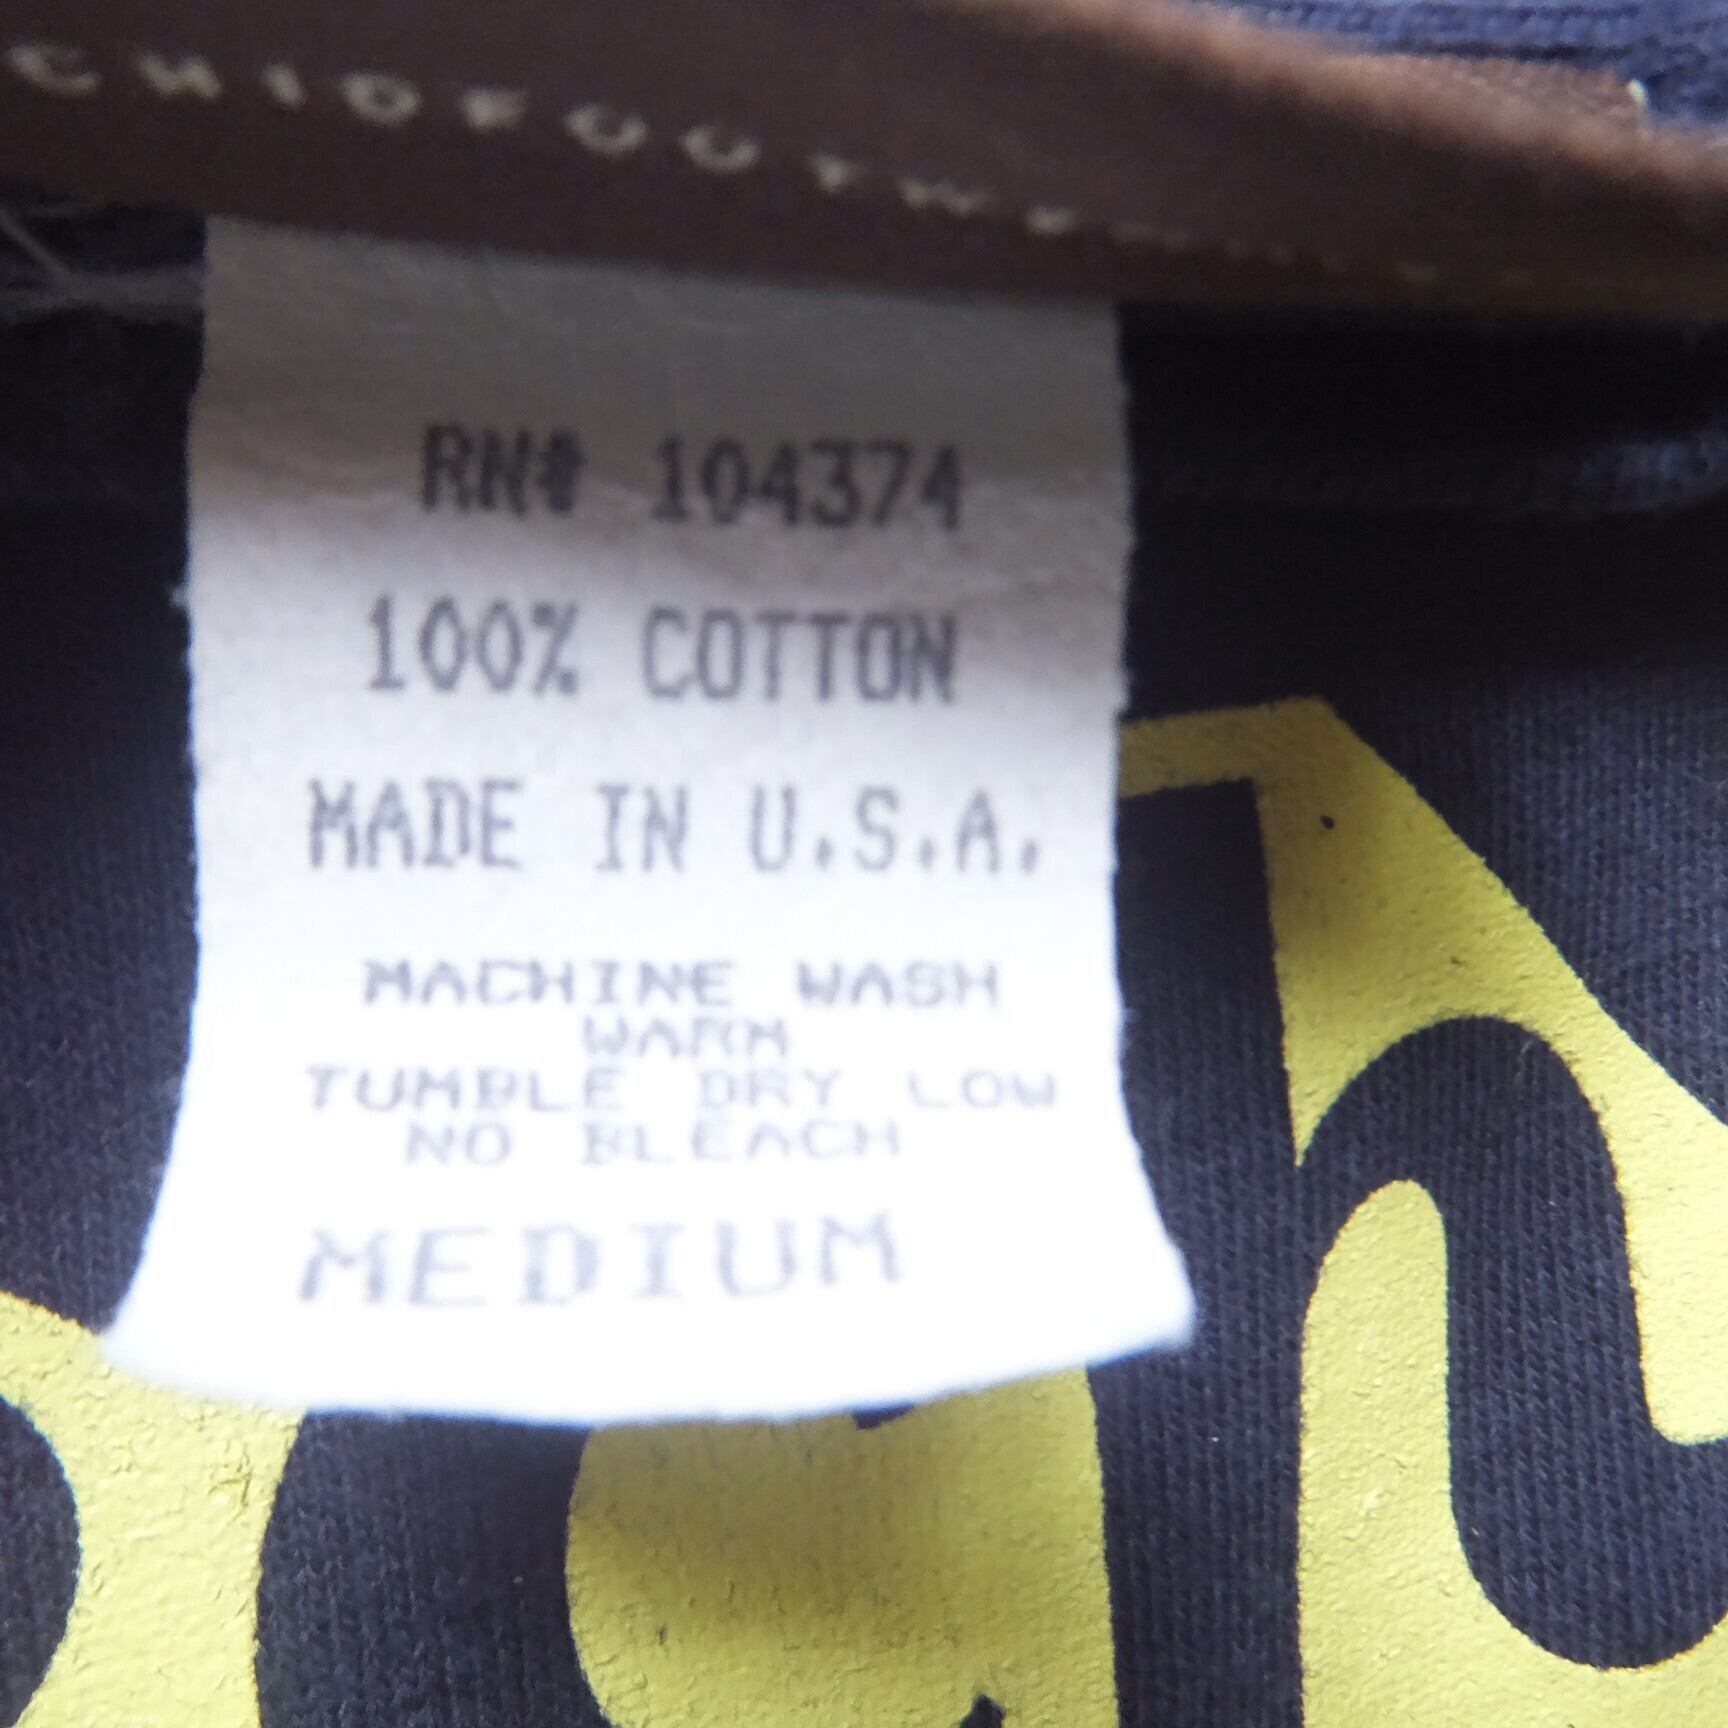 RN# 104374
100% COTTON
MADE IN U.S.A.
MACHINE WASH
WARM
TUMBLE DRY LOW
NO BLEACH
MEDIUM